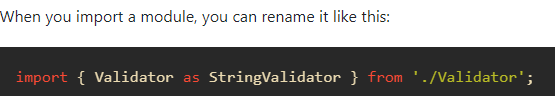 When you import a module, you can rename it like this:
import { Validator as StringValidator } from './Validator';